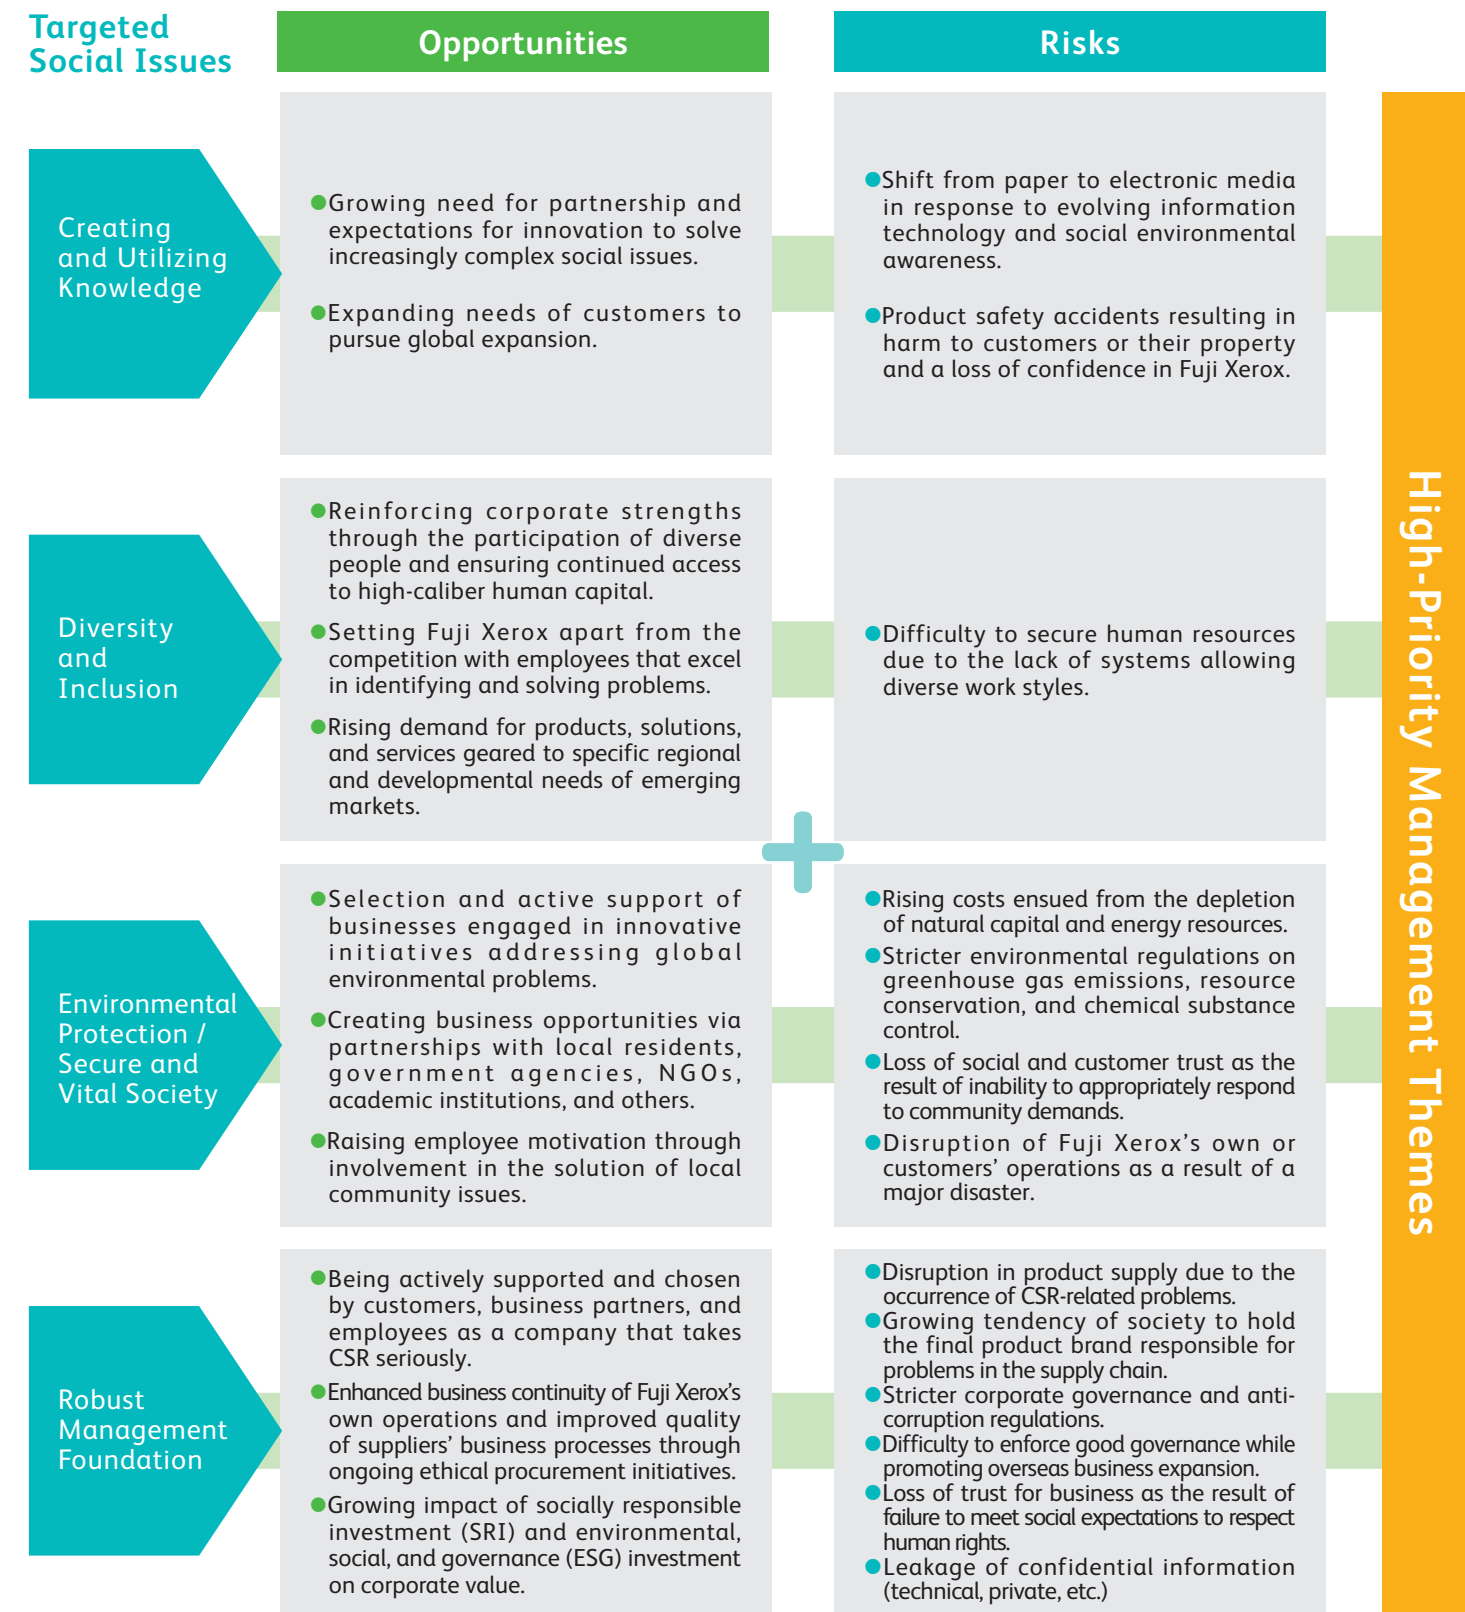 Targeted
Social Issues
Opportunities
Risks
Creating
and Utilizing
Knowledge
●Growing need for partnership and
expectations for innovation to solve
increasingly complex social issues.
●Expanding needs of customers to
pursue global expansion.
●Shift from paper to electronic media
in response to evolving information
technology and social environmental
awareness.
●Product safety accidents resulting in
harm to customers or their property
and a loss of confidence in Fuji Xerox.
Diversity
and
Inclusion
●Reinforcing corporate strengths
through the participation of diverse
people and ensuring continued access
to high-caliber human capital.
●Setting Fuji Xerox apart from the
competition with employees that excel
in identifying and solving problems.
●Rising demand for products, solutions,
and services geared to specific regional
and developmental needs of emerging
markets.
●Difficulty to secure human resources
due to the lack of systems allowing
diverse work styles.
Environmental
Protection /
Secure and
Vital Society
●Selection and active support of
businesses engaged in innovative
initiatives addressing global
environmental problems.
●Creating business opportunities via
partnerships with local residents,
government agencies, NGOs,
academic institutions, and others.
●Raising employee motivation through
involvement in the solution of local
community issues.
●Rising costs ensued from the depletion
of natural capital and energy resources.
●Stricter environmental regulations on
greenhouse gas emissions, resource
conservation, and chemical substance
control.
●Loss of social and customer trust as the
result of inability to appropriately respond
to community demands.
●Disruption of Fuji Xerox’s own or
customers’ operations as a result of a
major disaster.
Robust
Management
Foundation
●Being actively supported and chosen
by customers, business partners, and
employees as a company that takes
CSR seriously.
●Enhanced business continuity of Fuji Xerox’s
own operations and improved quality
of suppliers’ business processes through
ongoing ethical procurement initiatives.
●Growing impact of socially responsible
investment (SRI) and environmental,
social, and governance (ESG) investment
on corporate value.
●Disruption in product supply due to the
occurrence of CSR-related problems.
●Growing tendency of society to hold
the final product brand responsible for
problems in the supply chain.
●Stricter corporate governance and anti-
corruption regulations.
●Difficulty to enforce good governance while
promoting overseas business expansion.
●Loss of trust for business as the result of
failure to meet social expectations to respect
human rights.
●Leakage of confidential information
(technical, private, etc.)
High-Priority Management Themes